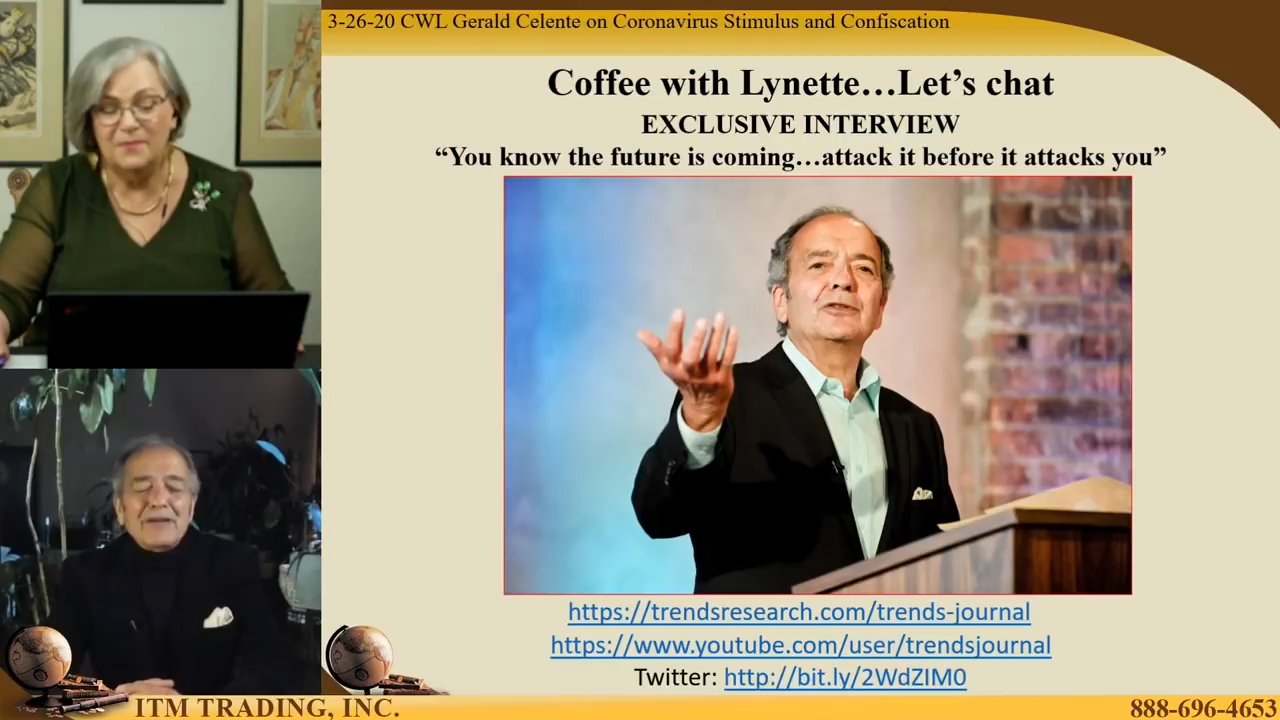 3-26-20 CWL Gerald Celente on Coronavirus Stimulus and Confiscation
Coffee with Lynette…Let’s chat
EXCLUSIVE INTERVIEW
“You know the future is coming…attack it before it attacks you”
https://trendsresearch.com/trends-journal
https://www.youtube.com/user/trendsjournal
Twitter: http://bit.ly/2WdZIM0
ITM TRADING, INC.
888-696-4653